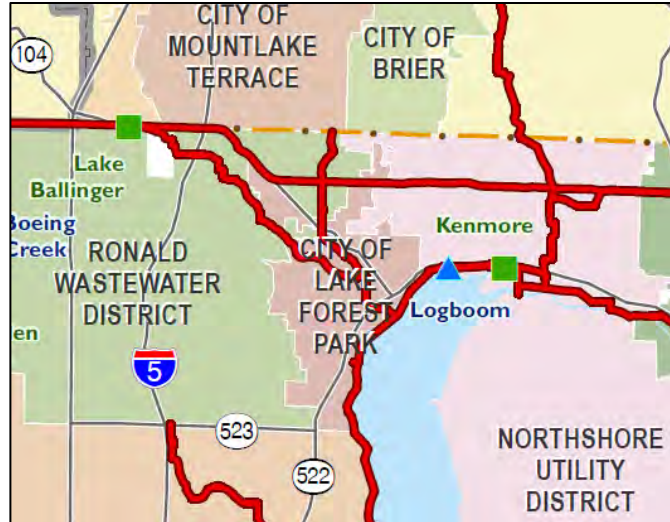 CITY OF
MOUNTLAKE
TERRACE
CITY OF
BRIER
104
Lake
Ballinger
Boeing
Creek
Kenmore
RONALD
WASTEWATER
DISTRICT
CITY OF
LAKE
FOREST
PARK
Logboom
en
5
523
522
NORTHSHORE
UTILITY
DISTRICT